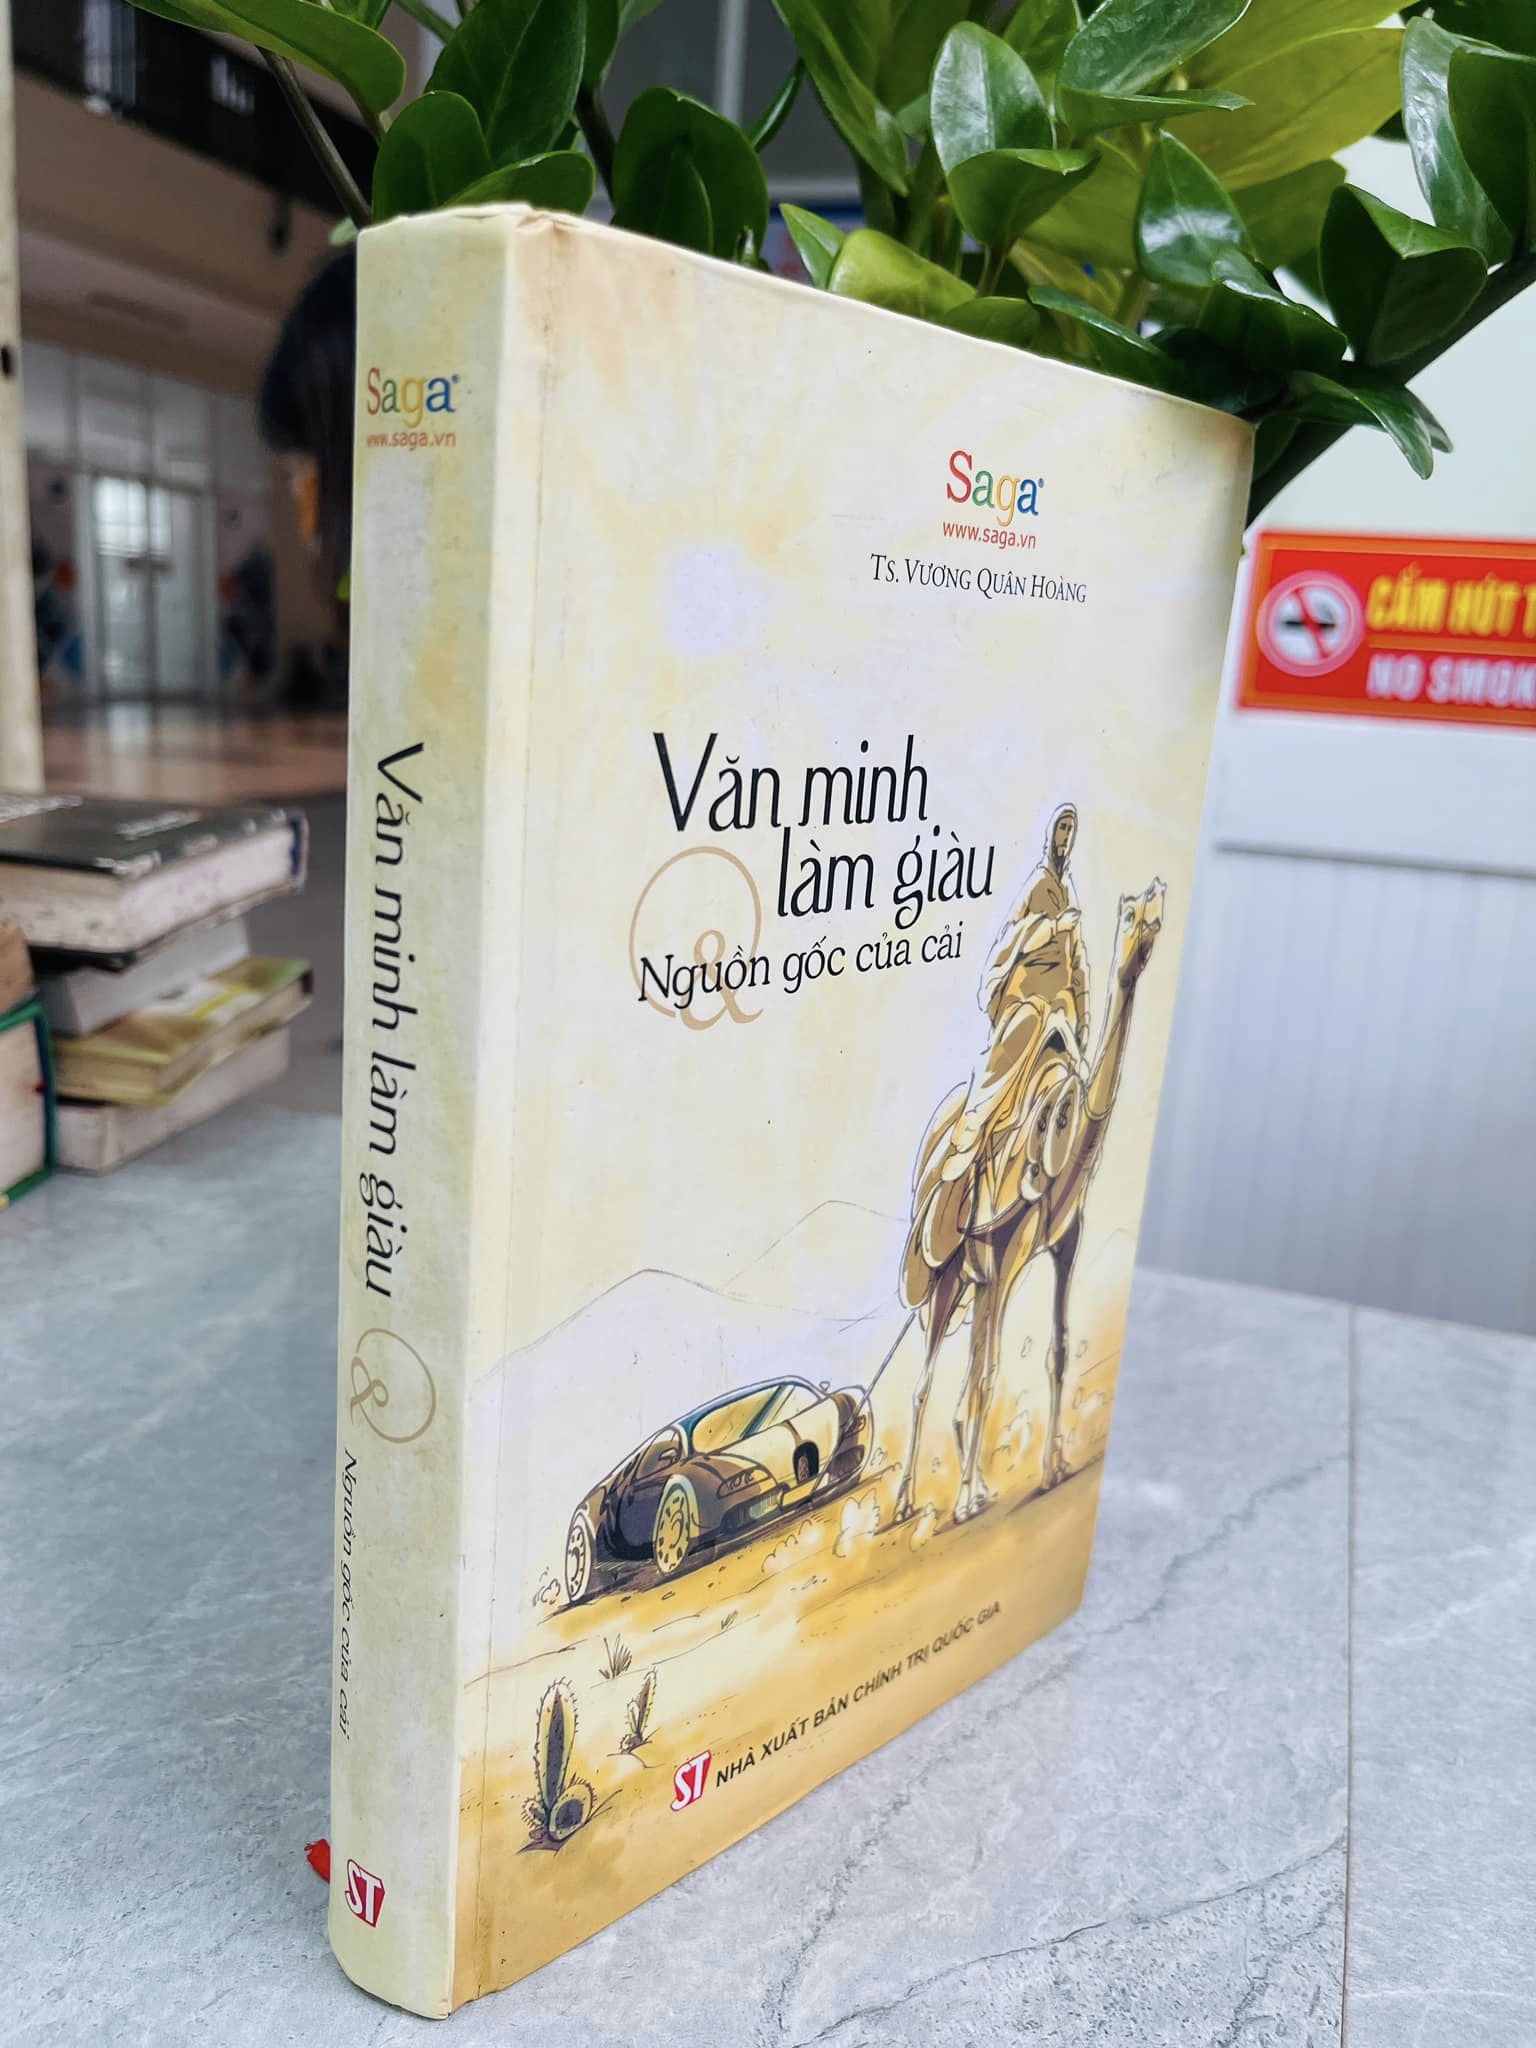 Saga®
www.saga.vn
Văn minh làm giàu
&
Nguồn gốc của cải
ST
Saga®
www.saga.vn
Ts. Vương Quân Hoàng
Văn minh
làm giàu
&
Nguồn gốc của cải
ST NHÀ XUẤT BẢN CHÍNH TRỊ QUỐC GIA
CẤM HÚT
NO